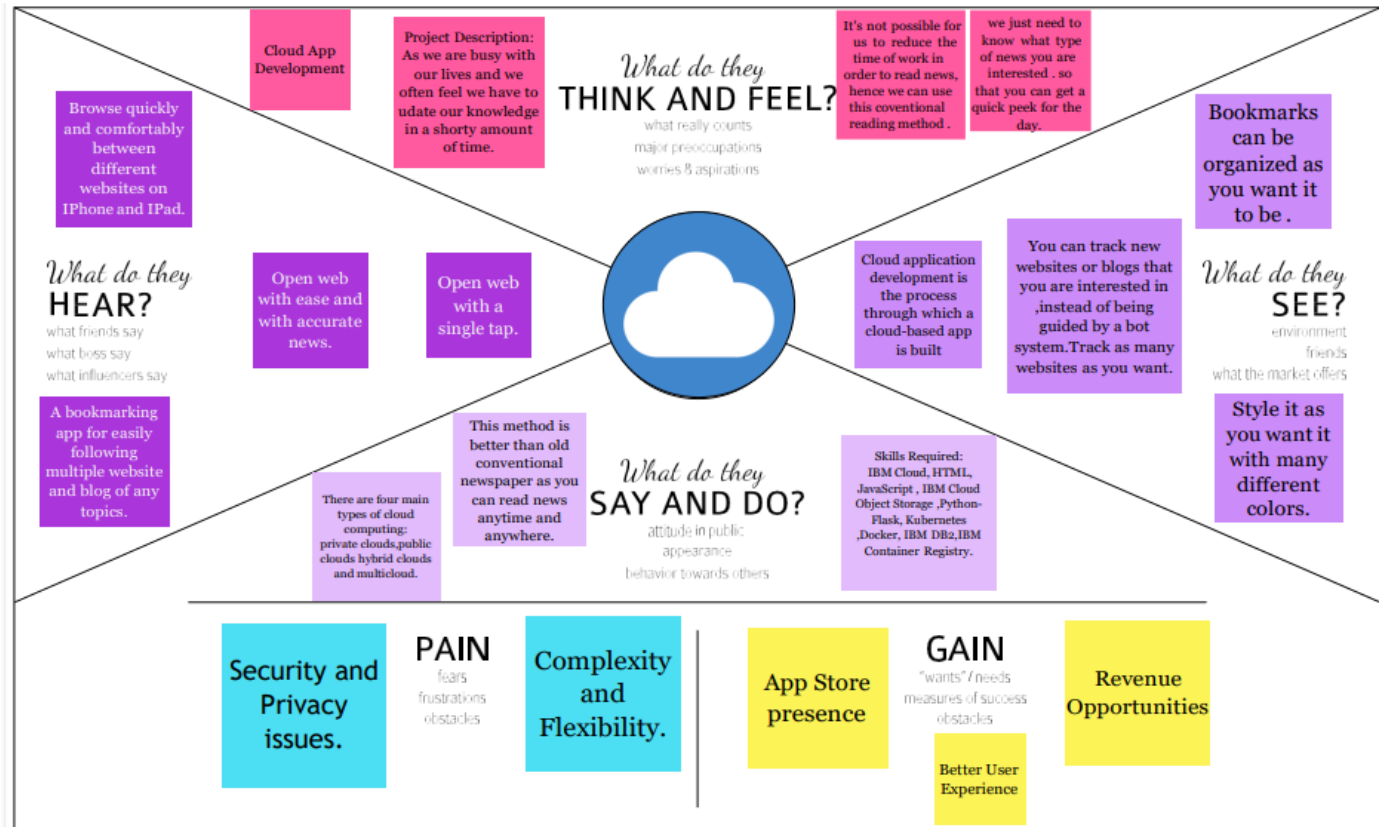 Cloud App
Development
Project Description:
As we are busy with
our lives and we
often feel we have to
udate our knowledge
in a shorty amount
of time.
What do they
THINK AND FEEL?
what really counts
major preoccupations
worries & aspirations
It's not possible for
us to reduce the
time of work in
order to read news,
hence we can use
this coventional
reading method .
we just need to
know what type
of news you are
interested . so
that you can get a
quick peek for the
day.
Browse quickly
and comfortably
between
different
websites on
IPhone and IPad.
What do they
HEAR?
what friends say
what boss say
what influencers say
Open web
with ease and
with accurate
news.
Open web
with a
single tap.
A bookmarking
app for easily
following
multiple website
and blog of any
topics.
Bookmarks
can be
organized as
you want it
to be .
Cloud application
development is
the process
through which a
cloud-based app
is built
You can track new
websites or blogs that
you are interested in
,instead of being
guided by a bot
system.Track as many
websites as you want.
What do they
SEE?
environment
friends
what the market offers
Style it as
you want it
with many
different
colors.
There are four main
types of cloud
computing:
private clouds,public
clouds hybrid clouds
and multicloud.
This method is
better than old
conventional
newspaper as you
can read news
anytime and
anywhere.
What do they
SAY AND DO?
attitude in public
appearance
behavior towards others
Skills Required:
IBM Cloud, HTML,
JavaScript , IBM Cloud
Object Storage ,Python-
Flask, Kubernetes
,Docker, IBM DB2,IBM
Container Registry.
Security and
Privacy
issues.
PAIN
fears
frustrations
obstacles
Complexity
and
Flexibility.
App Store
presence
GAIN
"wants" / needs
measures of success
obstacles
Better User
Experience
Revenue
Opportunities